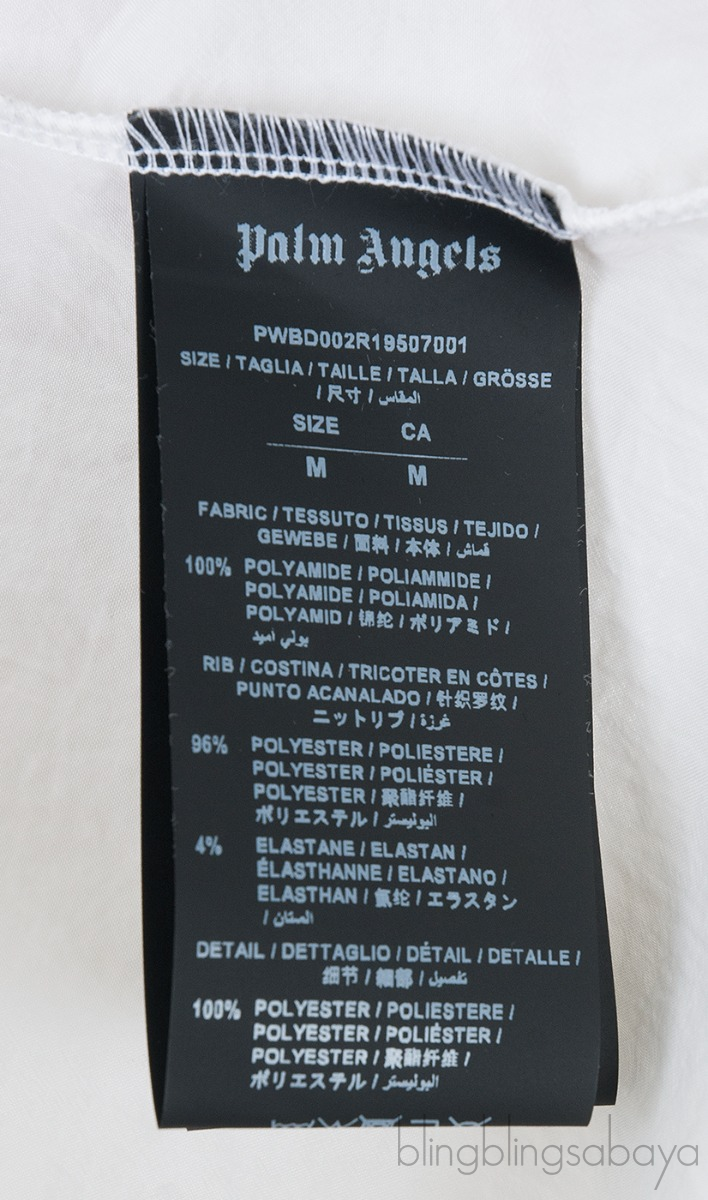 Palm Angels
PWBD002R19507001
SIZE / TAGLIA / TAILLE / TALLA / GRÖSSE
/ 尺寸 / المقاس
SIZE CA
M M
FABRIC / TESSUTO / TISSUS / TEJIDO /
GEWEBE / 面料 / 本体 / قماش
100% POLYAMIDE / POLIAMMIDE /
POLYAMIDE / POLIAMIDA /
POLYAMID / 锦纶 / ポリアミド /
بولي أميد
RIB / COSTINA / TRICOTER EN CÔTES /
PUNTO ACANALADO / 针织罗纹 /
ニットリブ / غرزة
96% POLYESTER / POLIESTERE /
POLYESTER / POLIÉSTER /
POLYESTER / 聚酯纤维 /
ポリエステル / البوليستر
4% ELASTANE / ELASTAN /
ÉLASTHANNE / ELASTANO /
ELASTHAN / 氨纶 / エラスタン
/ الستان
DETAIL / DETTAGLIO / DÉTAIL / DETALLE /
细节 / 細部 / تفصيل
100% POLYESTER / POLIESTERE /
POLYESTER / POLIÉSTER /
POLYESTER / 聚酯纤维 /
ポリエステル / البوليستر
blingblingsabaya